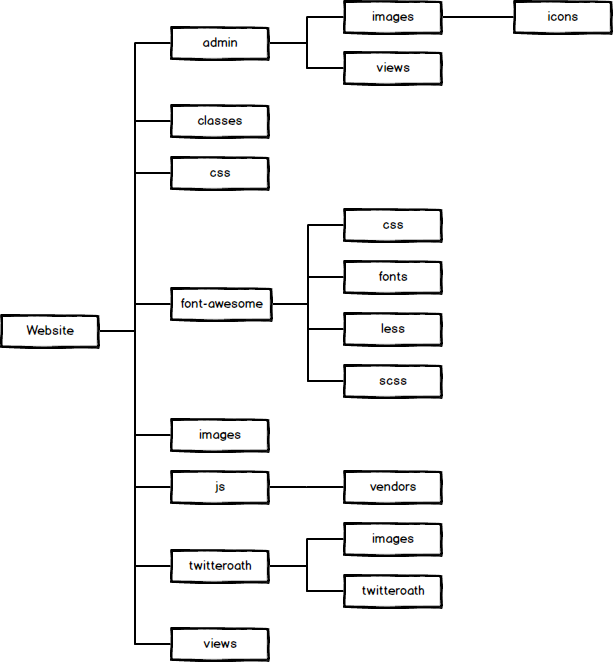 images
icons
admin
views
classes
css
css
fonts
font-awesome
less
Website
scss
images
js
vendors
images
twitteroath
twitteroath
views